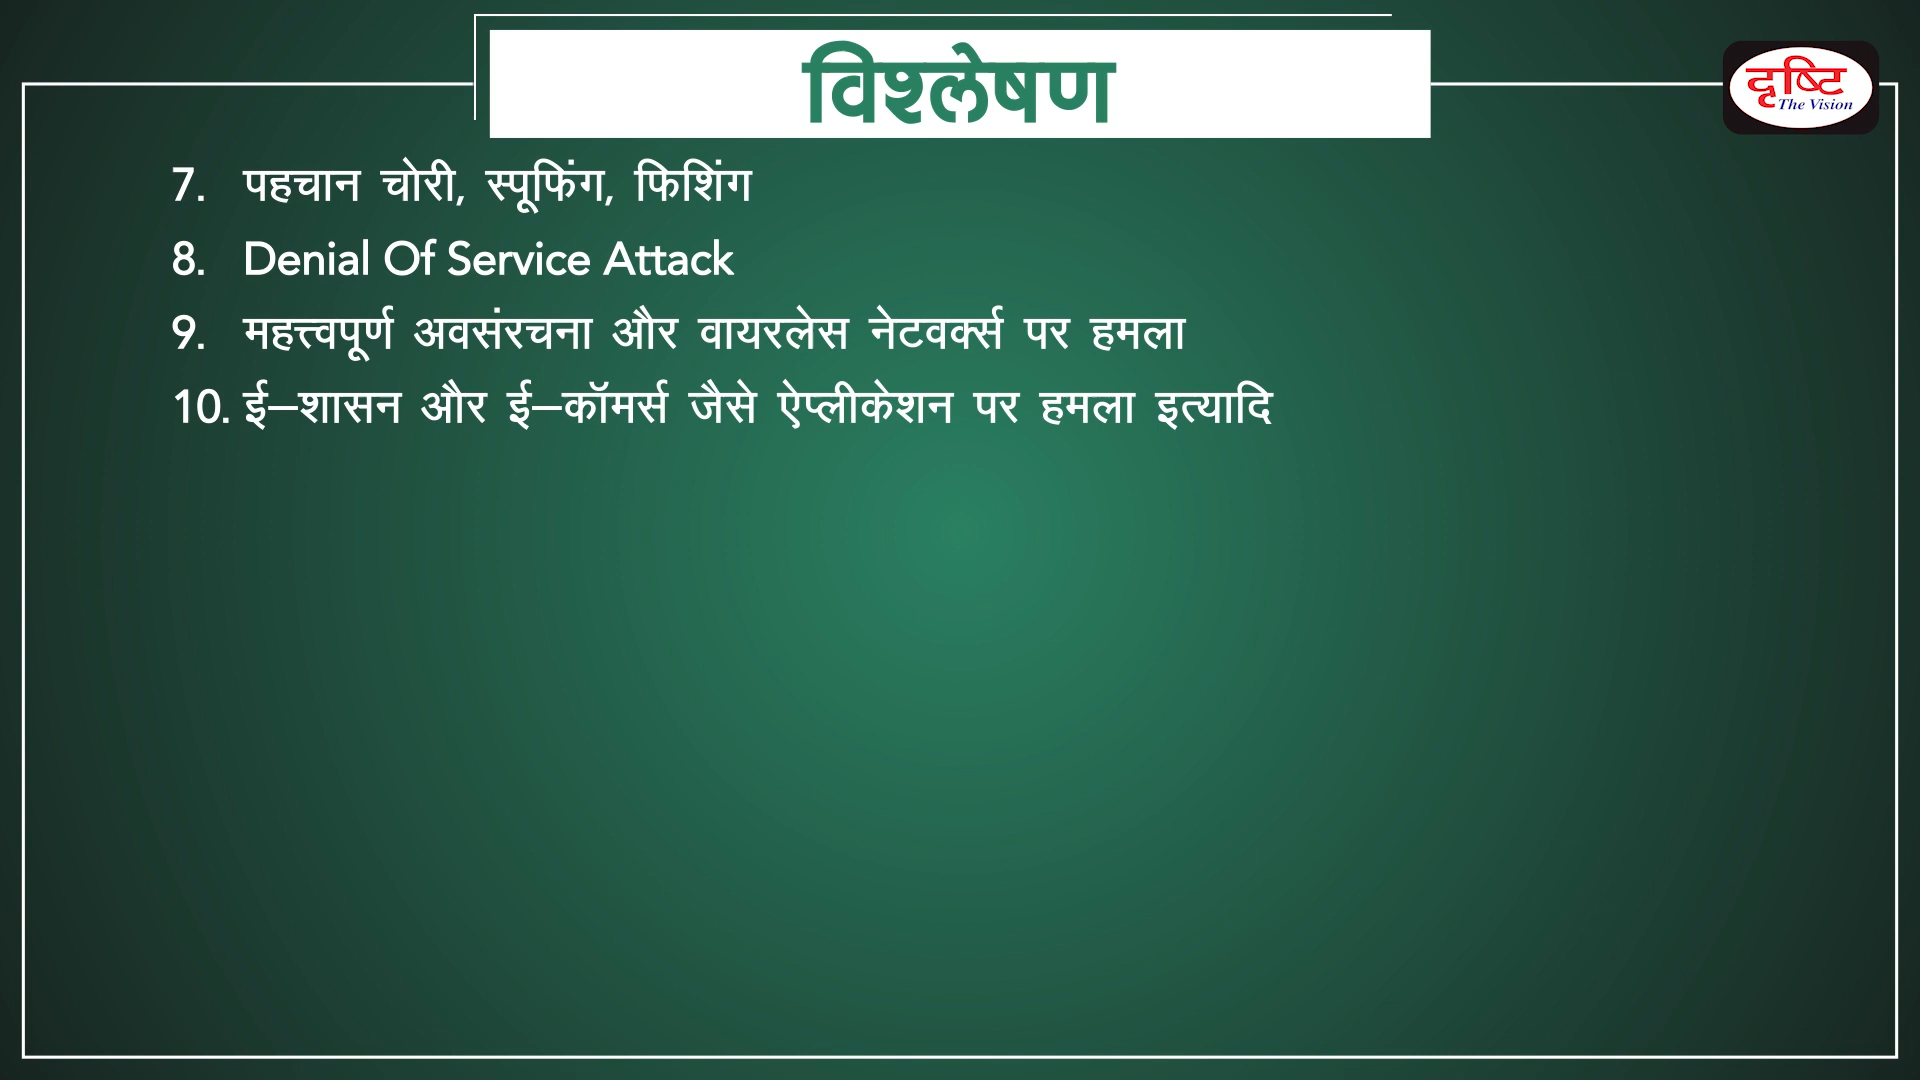 विश्लेषण
दृष्टि
The Vision
7. पहचान चोरी, स्पूफिंग, फिशिंग
8. Denial Of Service Attack
9. महत्त्वपूर्ण अवसंरचना और वायरलेस नेटवर्क्स पर हमला
10. ई–शासन और ई–कॉमर्स जैसे ऐप्लीकेशन पर हमला इत्यादि